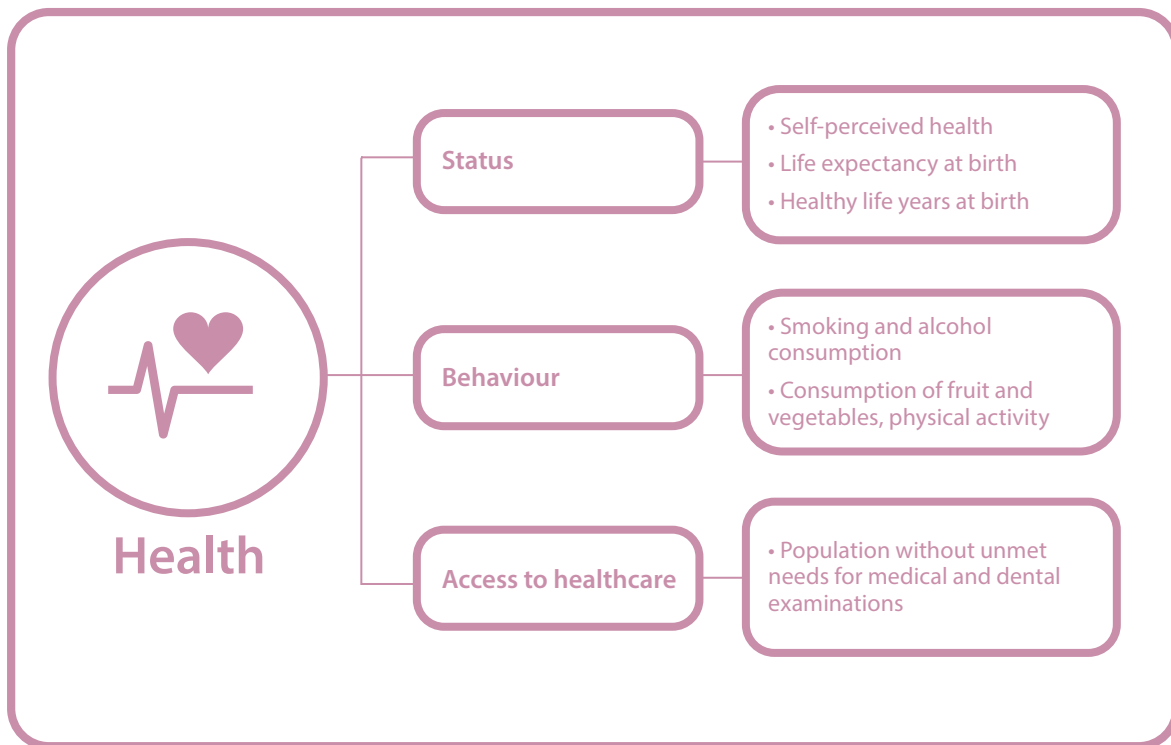 Health
Status
• Self-perceived health
• Life expectancy at birth
• Healthy life years at birth
Behaviour
• Smoking and alcohol
consumption
• Consumption of fruit and
vegetables, physical activity
Access to healthcare
• Population without unmet
needs for medical and dental
examinations